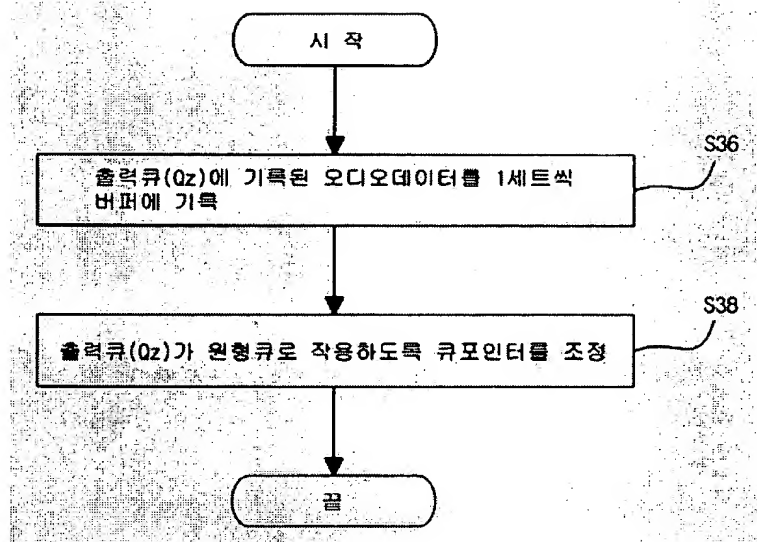 시 작
S36
출력큐(Qz)에 기록된 오디오데이터를 1세트씩
버퍼에 기록
S38
출력큐(Qz)가 원형큐로 작용하도록 큐포인터를 조정
끝